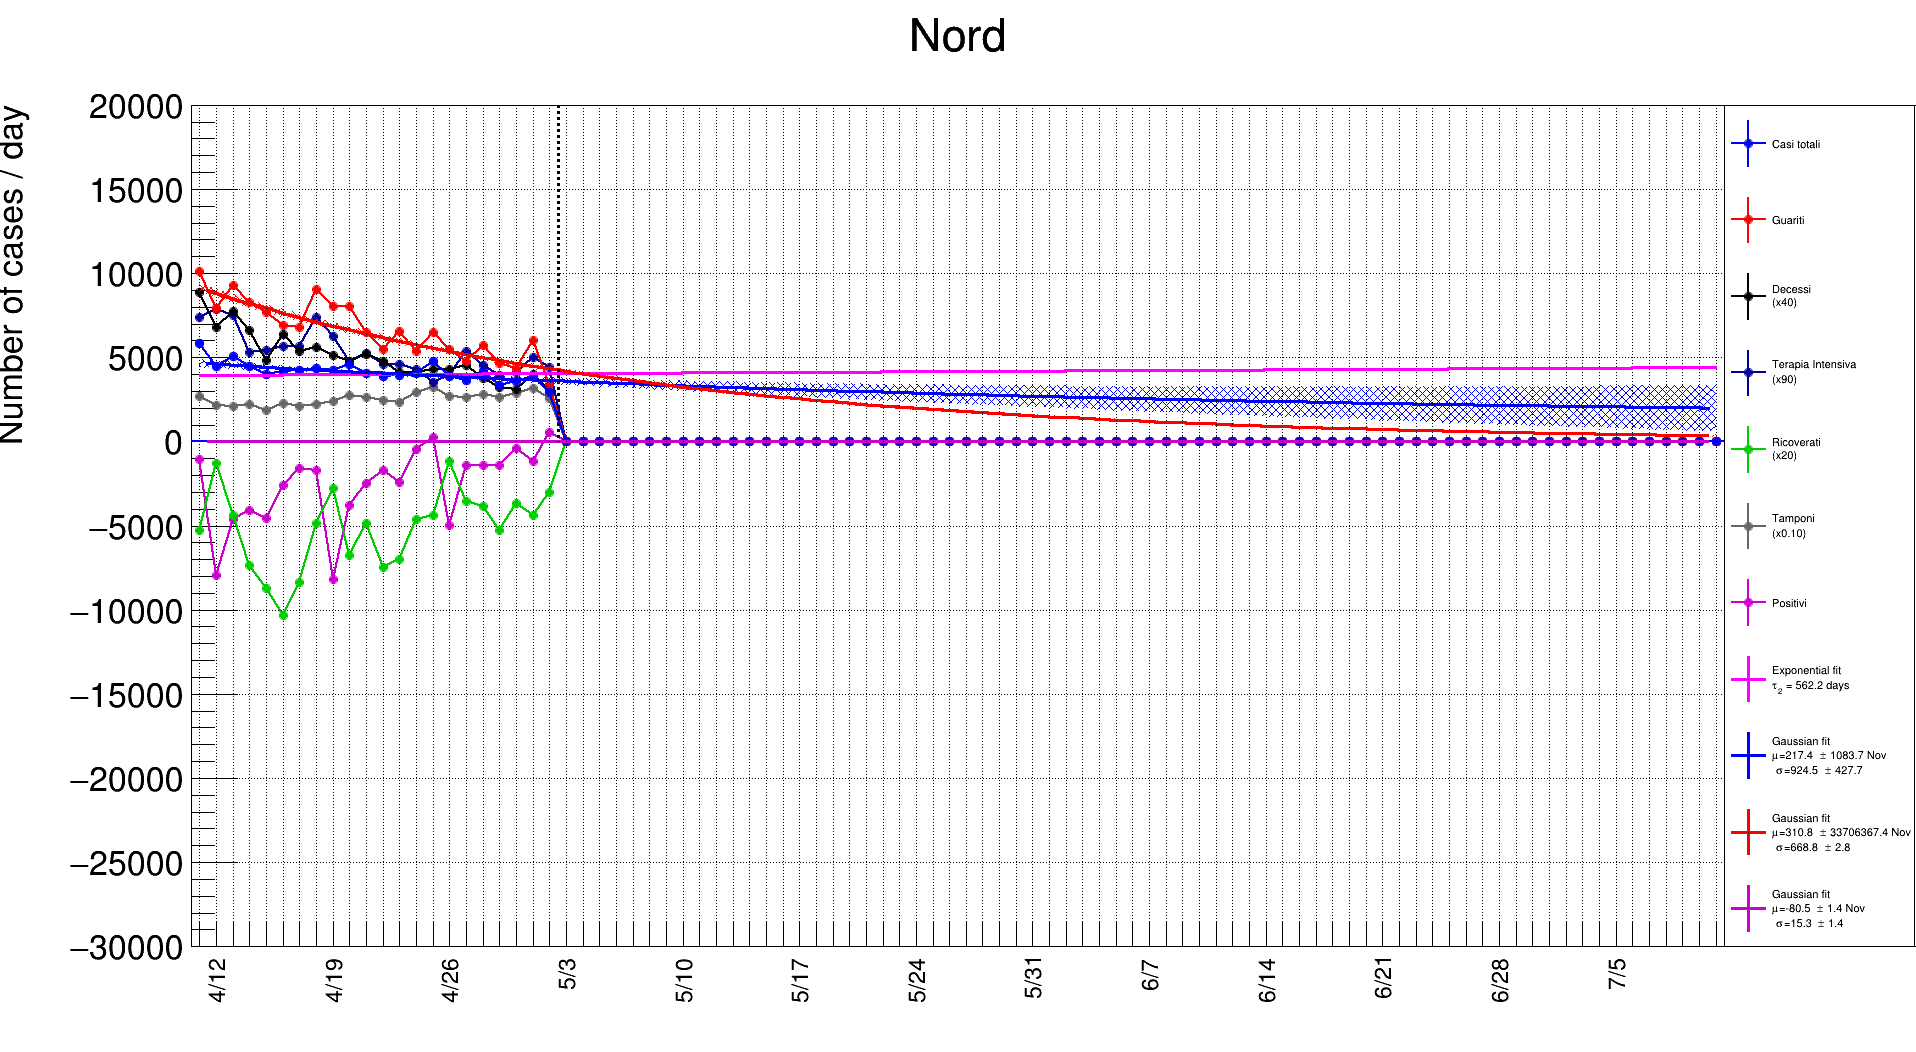 Nord
Number of cases / day
20000
15000
10000
5000
0
−5000
−10000
−15000
−20000
−25000
−30000
4/12
4/19
4/26
5/3
5/10
5/17
5/24
5/31
6/7
6/14
6/21
6/28
7/5
Casi totali
Guariti
Decessi
(x40)
Terapia Intensiva
(x90)
Ricoverati
(x20)
Tamponi
(x0.10)
Positivi
Exponential fit
τ2 = 562.2 days
Gaussian fit
μ=217.4 ± 1083.7 Nov
σ=924.5 ± 427.7
Gaussian fit
μ=310.8 ± 33706367.4 Nov
σ=668.8 ± 2.8
Gaussian fit
μ=-80.5 ± 1.4 Nov
σ=15.3 ± 1.4